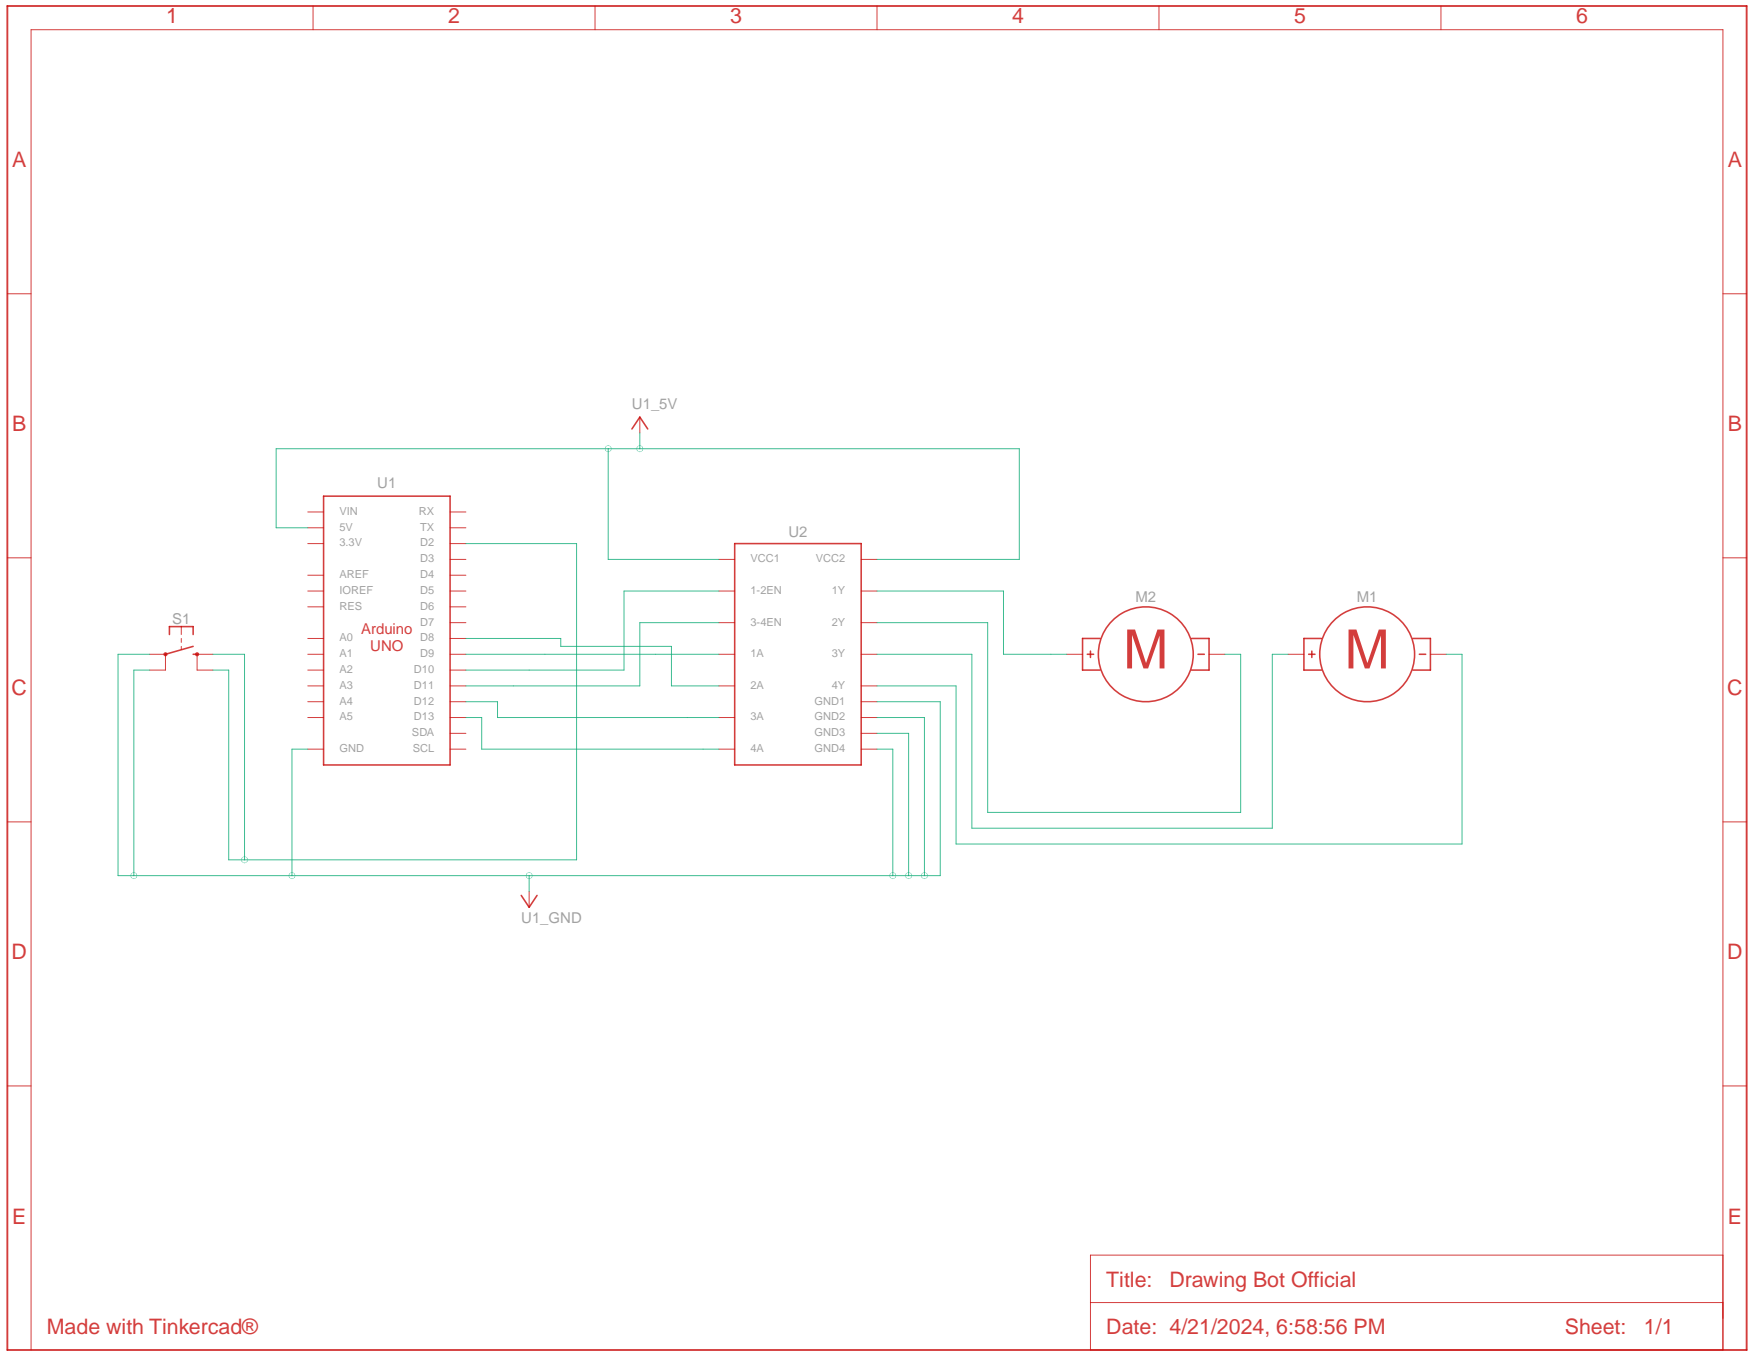 1 2 3 4 5 6
A A
B B
C C
D D
E E
U1_5V
U1
VIN RX
5V TX
3.3V D2
D3
AREF D4
IOREF D5
RES D6
D7
Arduino
UNO
A0 D8
A1 D9
A2 D10
A3 D11
A4 D12
A5 D13
SDA
GND SCL
U2
VCC1 VCC2
1-2EN 1Y
3-4EN 2Y
1A 3Y
2A 4Y
GND1
3A GND2
GND3
4A GND4
S1
M2
+ M -
M1
+ M -
U1_GND
Title: Drawing Bot Official
Date: 4/21/2024, 6:58:56 PM Sheet: 1/1
Made with Tinkercad®